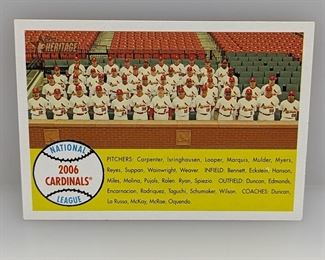 HERITAGE
NATIONAL
2006
CARDINALS
LEAGUE
PITCHERS: Carpenter, Isringhausen, Looper, Marquis, Mulder, Myers,
Reyes, Suppan, Wainwright, Weaver. INFIELD: Bennett, Eckstein, Hanson,
Miles, Molina, Pujols, Rolen, Ryan, Spiezio. OUTFIELD: Duncan, Edmonds,
Encarnacion, Rodriquez, Taguchi, Schumaker, Wilson. COACHES: Duncan,
La Russa, McKay, McRae, Oquendo.